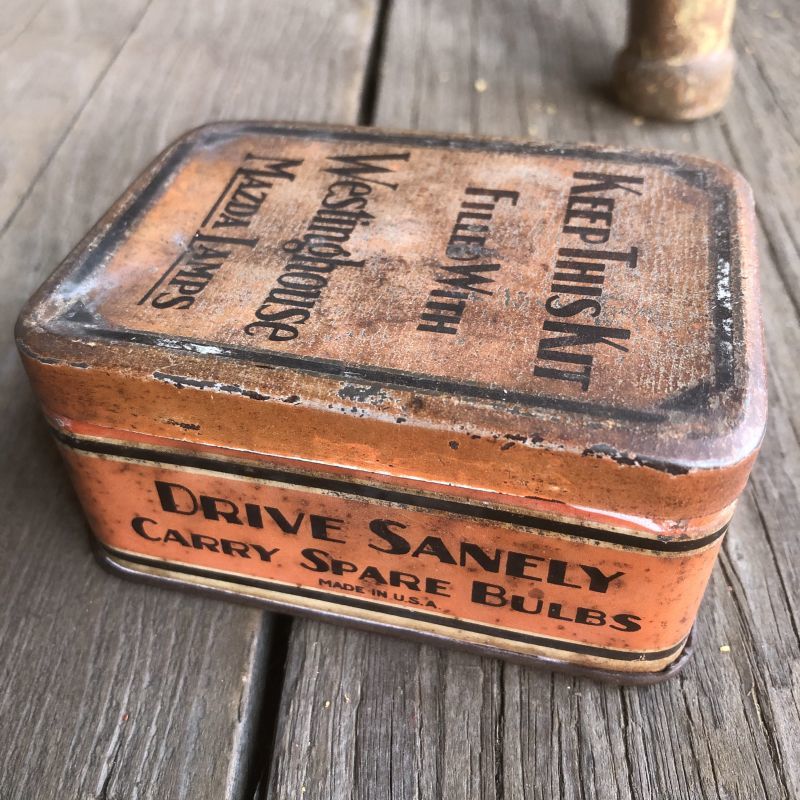 KEEP THIS KIT
FILLED WITH
Westinghouse
MAZDA LAMPS
DRIVE SANELY
CARRY SPARE BULBS
MADE IN U.S.A.